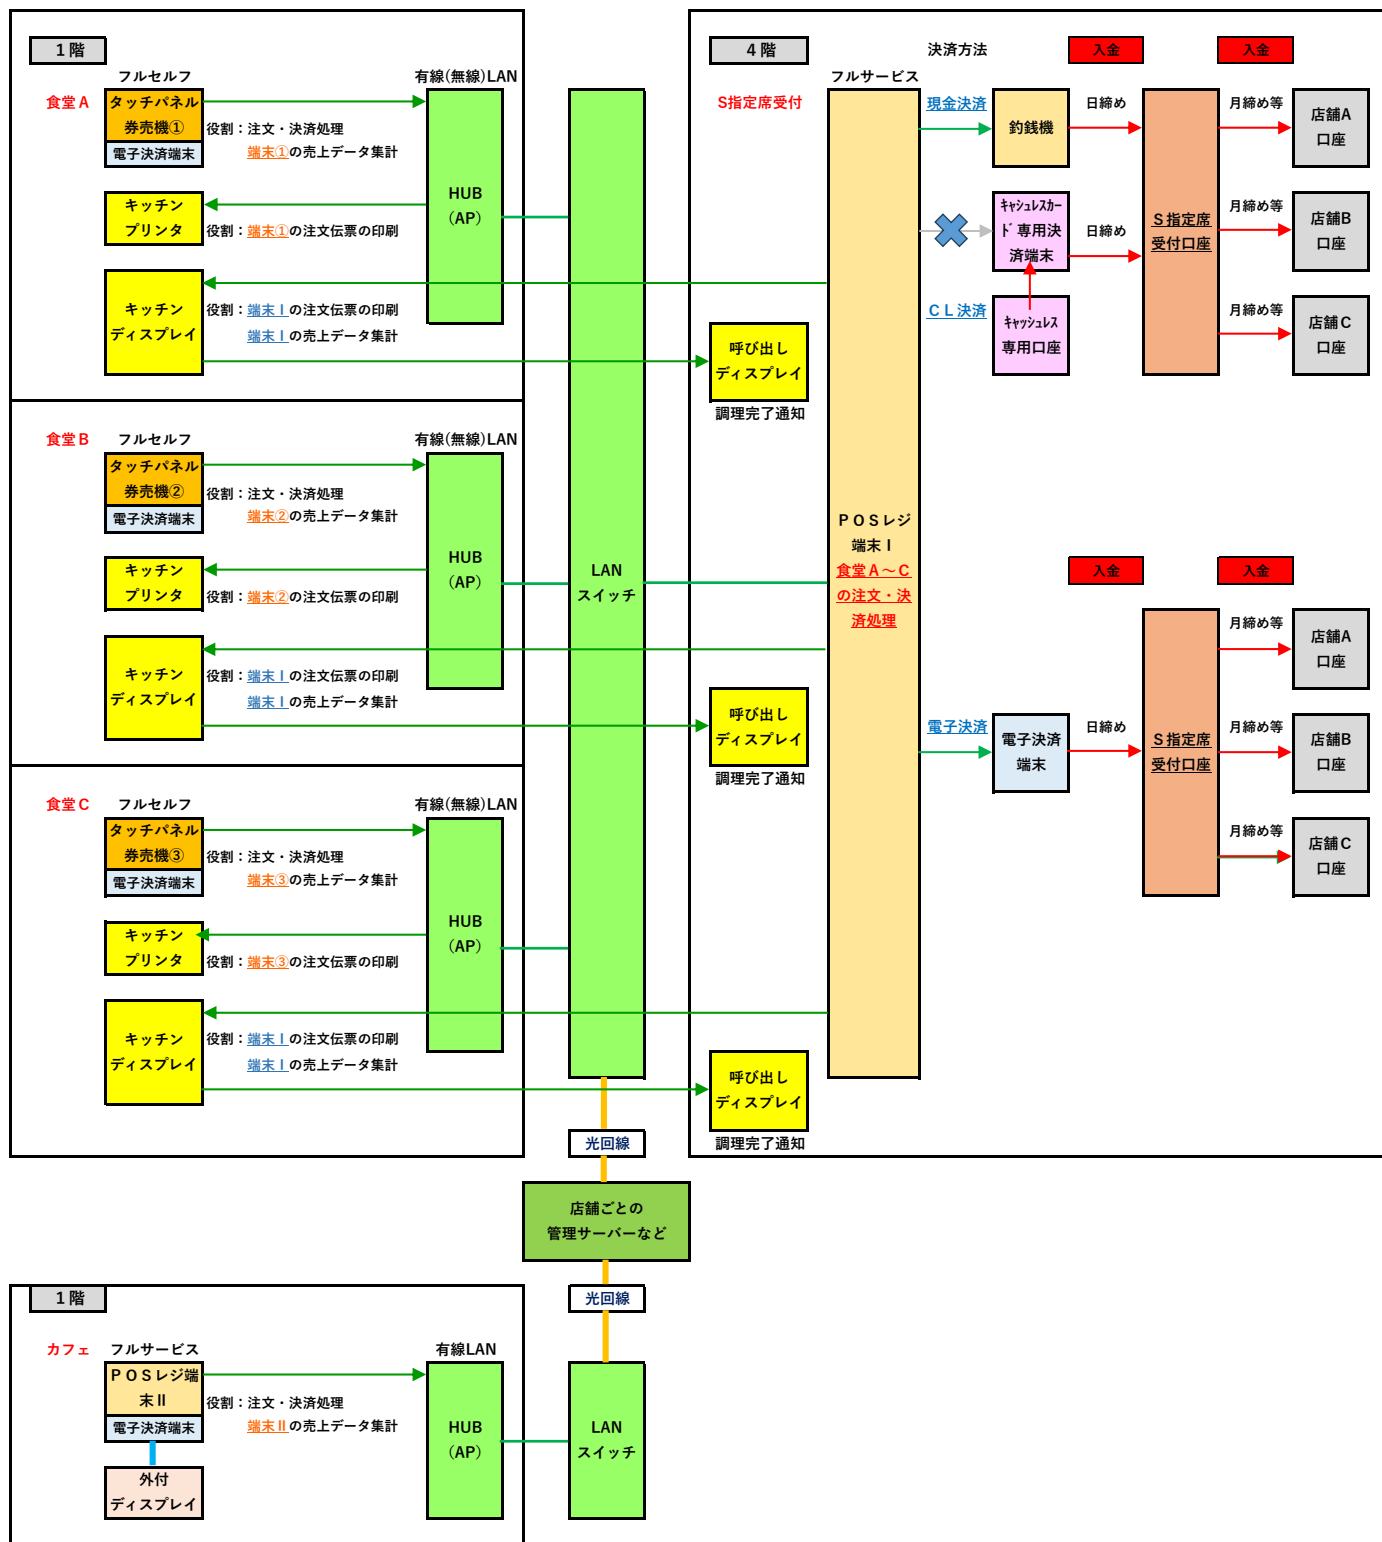 １階
フルセルフ
有線(無線)LAN
食堂Ａ
タッチパネル
券売機①
電子決済端末
役割：注文・決済処理
端末①の売上データ集計
キッチン
プリンタ
役割：端末①の注文伝票の印刷
HUB
（AP）
キッチン
ディスプレイ
役割：端末Ⅰの注文伝票の印刷
端末Ⅰの売上データ集計
食堂Ｂ
フルセルフ
有線(無線)LAN
タッチパネル
券売機②
電子決済端末
役割：注文・決済処理
端末②の売上データ集計
キッチン
プリンタ
役割：端末②の注文伝票の印刷
HUB
（AP）
キッチン
ディスプレイ
役割：端末Ⅰの注文伝票の印刷
端末Ⅰの売上データ集計
食堂Ｃ
フルセルフ
有線(無線)LAN
タッチパネル
券売機③
電子決済端末
役割：注文・決済処理
端末③の売上データ集計
キッチン
プリンタ
役割：端末③の注文伝票の印刷
HUB
（AP）
キッチン
ディスプレイ
役割：端末Ⅰの注文伝票の印刷
端末Ⅰの売上データ集計
LAN
スイッチ
４階
決済方法
入金
入金
フルサービス
S指定席受付
現金決済
釣銭機
日締め
月締め等
店舗A
口座
ｷｬｼｭﾚｽｶｰ
ﾄﾞ専用決
済端末
日締め
Ｓ指定席
受付口座
月締め等
店舗B
口座
ＣＬ決済
ｷｬｯｼｭﾚｽ
専用口座
月締め等
店舗Ｃ
口座
呼び出し
ディスプレイ
調理完了通知
ＰＯＳレジ
端末Ⅰ
食堂Ａ～Ｃ
の注文・決
済処理
入金
入金
呼び出し
ディスプレイ
調理完了通知
電子決済
電子決済
端末
日締め
Ｓ指定席
受付口座
月締め等
店舗A
口座
月締め等
店舗B
口座
月締め等
店舗Ｃ
口座
呼び出し
ディスプレイ
調理完了通知
光回線
店舗ごとの
管理サーバーなど
光回線
１階
カフェ
フルサービス
有線LAN
ＰＯＳレジ端
末Ⅱ
電子決済端末
役割：注文・決済処理
端末Ⅱの売上データ集計
外付
ディスプレイ
HUB
（AP）
LAN
スイッチ